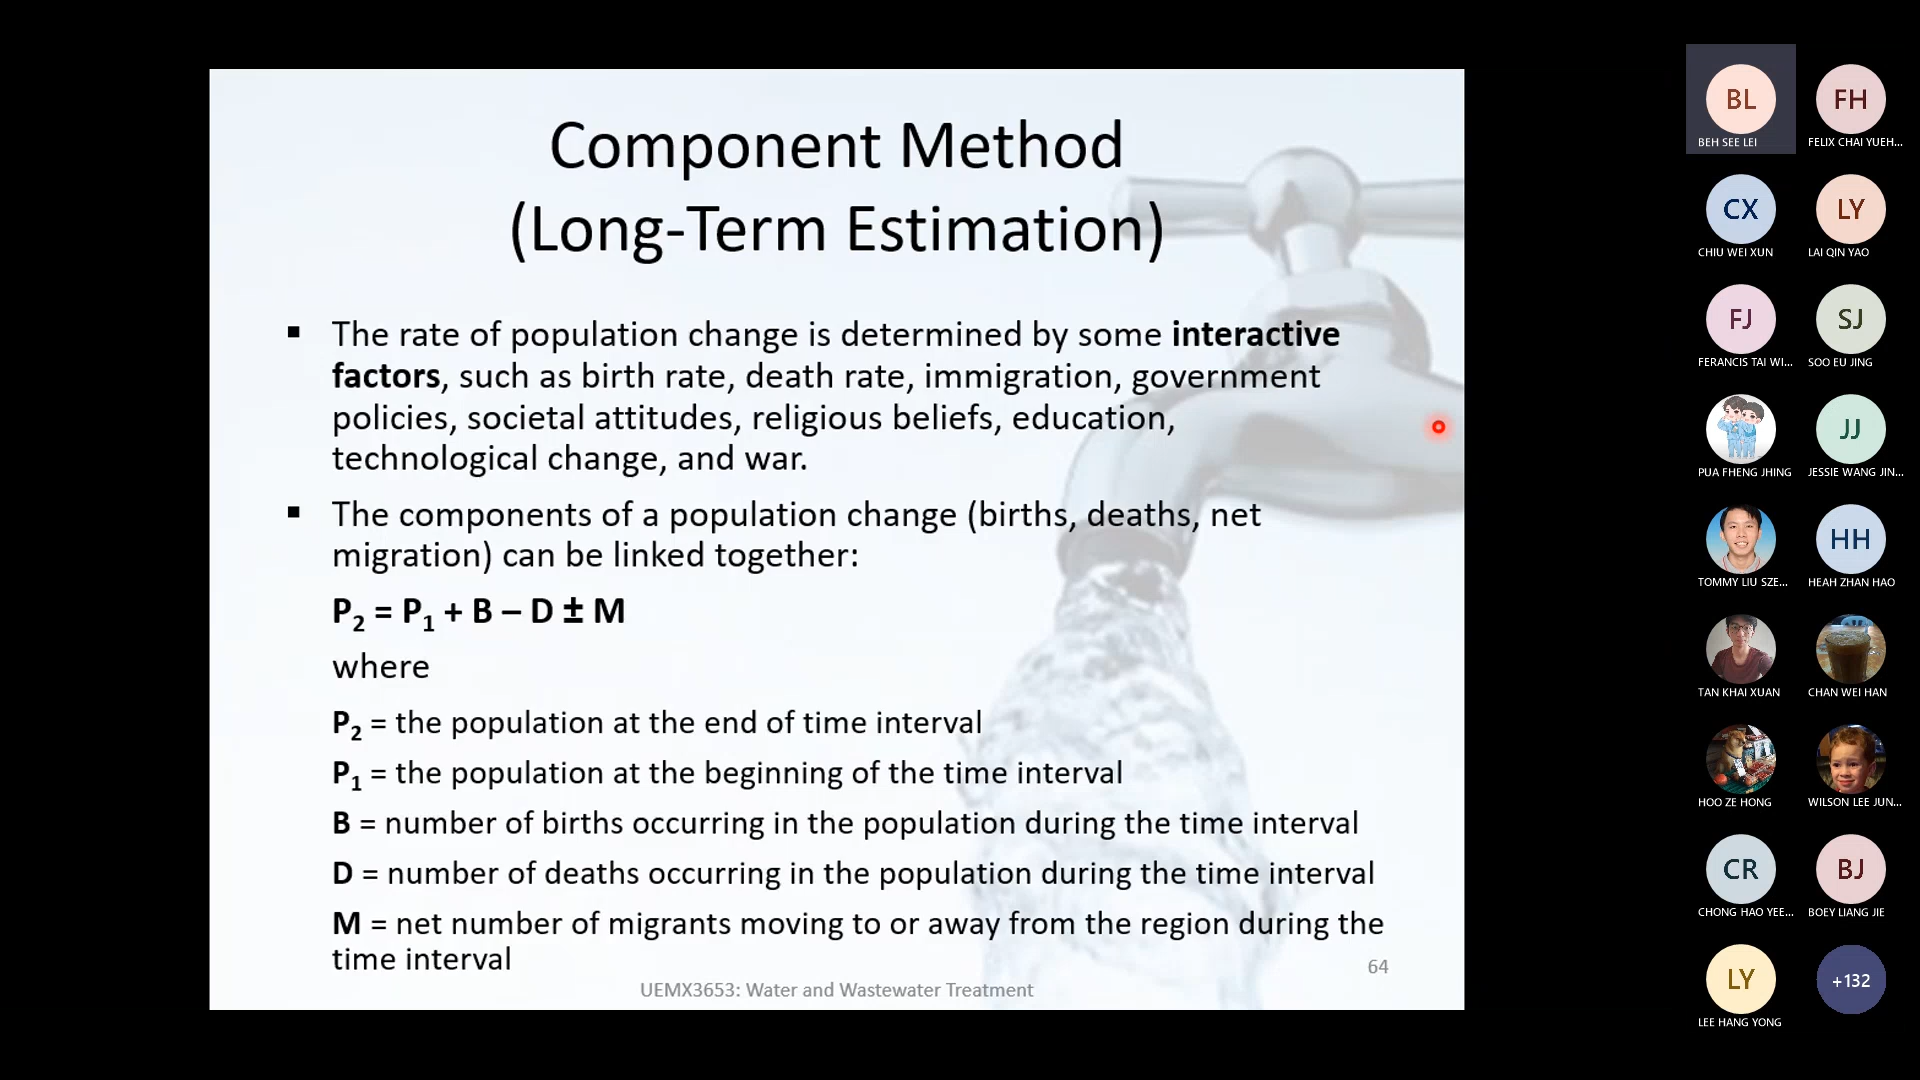 Component Method
(Long-Term Estimation)
▪ The rate of population change is determined by some interactive
factors, such as birth rate, death rate, immigration, government
policies, societal attitudes, religious beliefs, education,
technological change, and war.
▪ The components of a population change (births, deaths, net
migration) can be linked together:
P₂ = P₁ + B – D ± M
where
P₂ = the population at the end of time interval
P₁ = the population at the beginning of the time interval
B = number of births occurring in the population during the time interval
D = number of deaths occurring in the population during the time interval
M = net number of migrants moving to or away from the region during the
time interval
64
UEMX3653: Water and Wastewater Treatment
BL
BEH SEE LEI
FH
FELIX CHAI YUEH...
CX
CHIU WEI XUN
LY
LAI QIN YAO
FJ
FERANCIS TAI WI...
SJ
SOO EU JING
PUA FHENG JHING
JJ
JESSIE WANG JIN...
TOMMY LIU SZE...
HH
HEAH ZHAN HAO
TAN KHAI XUAN
CHAN WEI HAN
HOO ZE HONG
WILSON LEE JUN...
CR
CHONG HAO YEE...
BJ
BOEY LIANG JIE
LY
LEE HANG YONG
+132